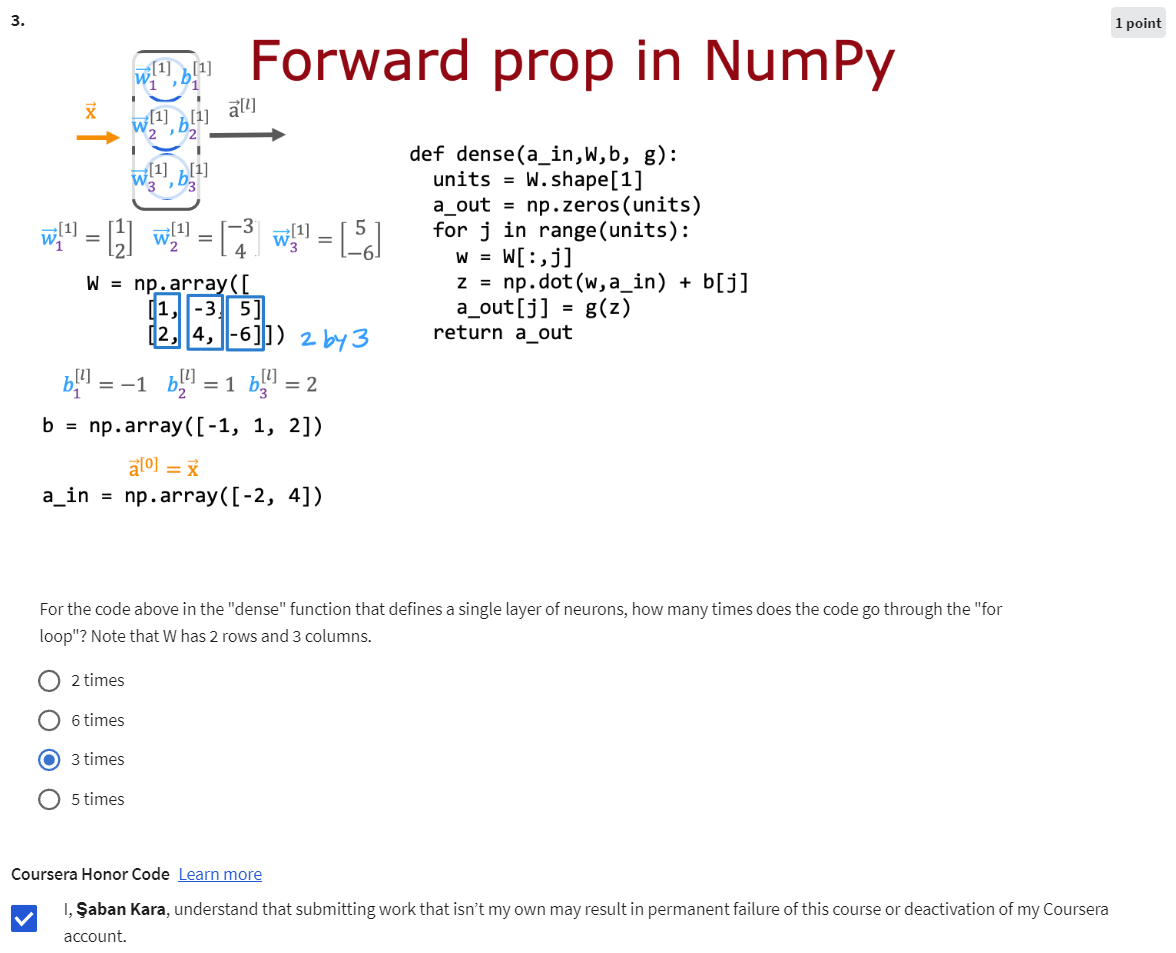 3.
1 point
Forward prop in NumPy
w⃗₁^[1], b₁^[1]
x⃗
w⃗₂^[1], b₂^[1]
a⃗^[l]
w⃗₃^[1], b₃^[1]
def dense(a_in,W,b, g):
units = W.shape[1]
a_out = np.zeros(units)
for j in range(units):
w = W[:,j]
z = np.dot(w,a_in) + b[j]
a_out[j] = g(z)
return a_out
w⃗₁^[1] = [1 2] w⃗₂^[1] = [−3 4] w⃗₃^[1] = [5 −6]
W = np.array([
[1, -3, 5]
[2, 4, -6]])
2 by 3
b₁^[l] = −1 b₂^[l] = 1 b₃^[l] = 2
b = np.array([-1, 1, 2])
a⃗^[0] = x⃗
a_in = np.array([-2, 4])
For the code above in the "dense" function that defines a single layer of neurons, how many times does the code go through the "for
loop"? Note that W has 2 rows and 3 columns.
2 times
6 times
3 times
5 times
Coursera Honor Code Learn more
I, Şaban Kara, understand that submitting work that isn't my own may result in permanent failure of this course or deactivation of my Coursera
account.